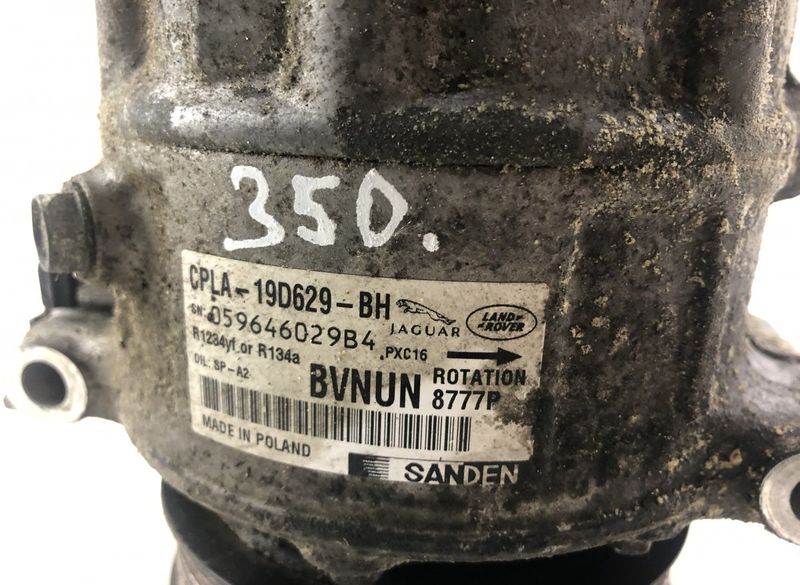 350.
CPLA-19D629-BH
SN: 059646029B4
JAGUAR
LAND ROVER
R1234yf or R134a
.PXC16
OIL: SP-A2
BVNUN
ROTATION
8777P
MADE IN POLAND
SANDEN